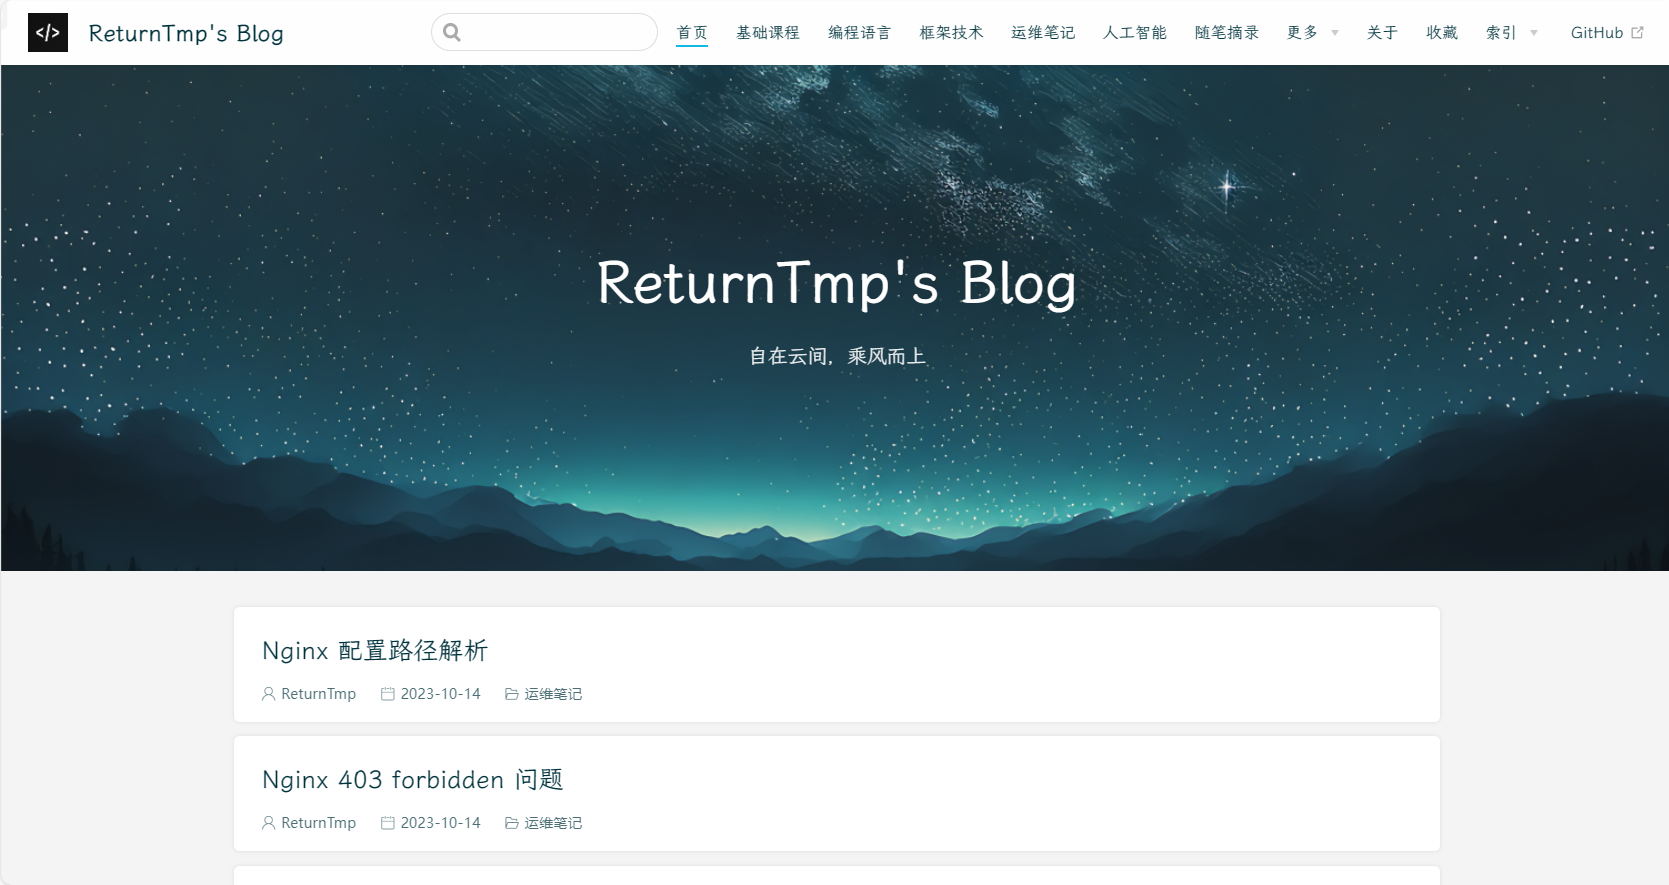 </> ReturnTmp's Blog 首页 基础课程 编程语言 框架技术 运维笔记 人工智能 随笔摘录 更多 关于 收藏 索引 GitHub
ReturnTmp's Blog
自在云间，乘风而上
Nginx 配置路径解析
ReturnTmp 2023-10-14 运维笔记
Nginx 403 forbidden 问题
ReturnTmp 2023-10-14 运维笔记